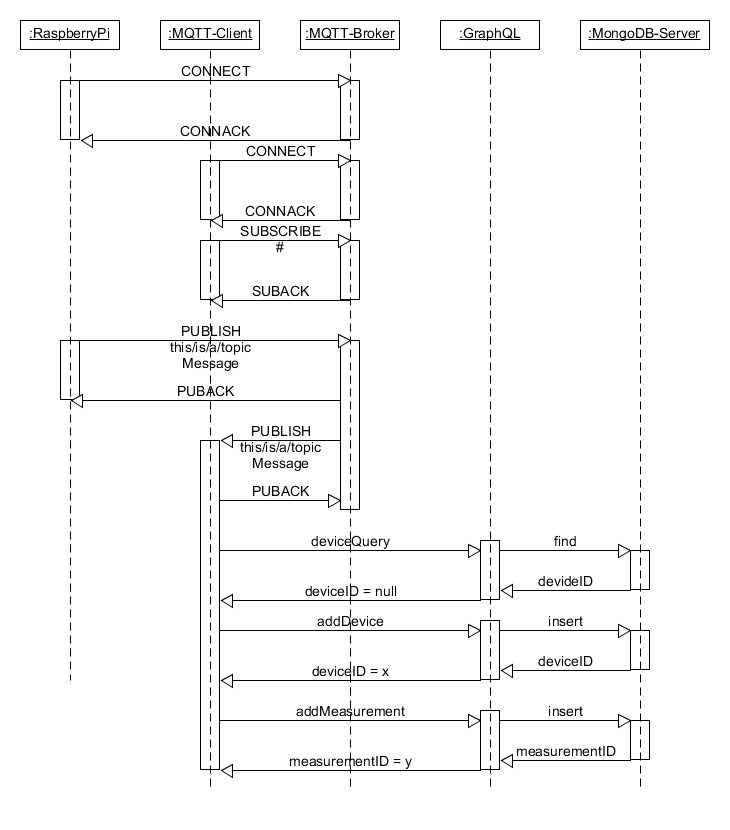 :RaspberryPi
:MQTT-Client
:MQTT-Broker
:GraphQL
:MongoDB-Server
CONNECT
CONNACK
CONNECT
CONNACK
SUBSCRIBE
#
SUBACK
PUBLISH
this/is/a/topic
Message
PUBACK
PUBLISH
this/is/a/topic
Message
PUBACK
deviceQuery
find
devideID
deviceID = null
addDevice
insert
deviceID
deviceID = x
addMeasurement
insert
measurementID
measurementID = y